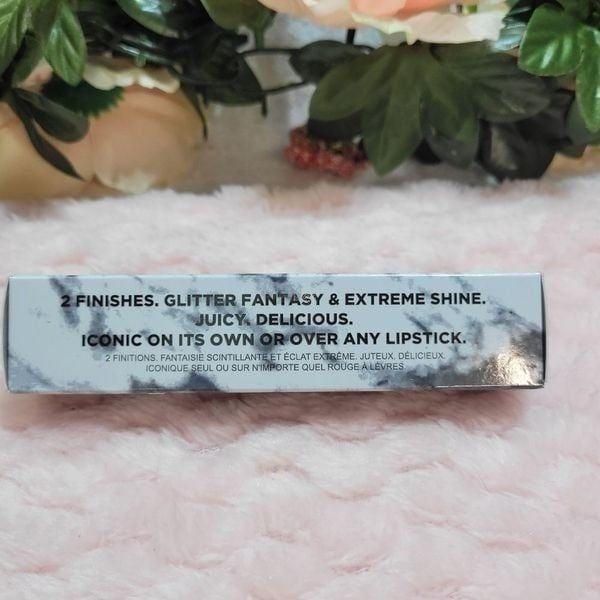 2 FINISHES. GLITTER FANTASY & EXTREME SHINE.
JUICY. DELICIOUS.
ICONIC ON ITS OWN OR OVER ANY LIPSTICK.
2 FINITIONS. FANTAISIE SCINTILLANTE ET ÉCLAT EXTRÊME. JUTEUX. DÉLICIEUX.
ICONIQUE SEUL OU SUR N'IMPORTE QUEL ROUGE À LÈVRES.